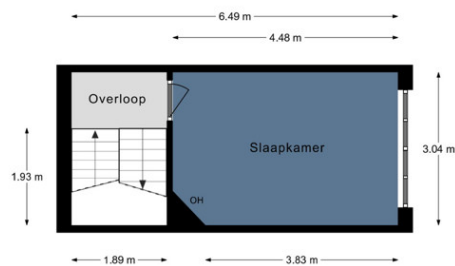 6.49 m
4.48 m
Overloop
Slaapkamer
3.04 m
1.93 m
OH
1.89 m
3.83 m